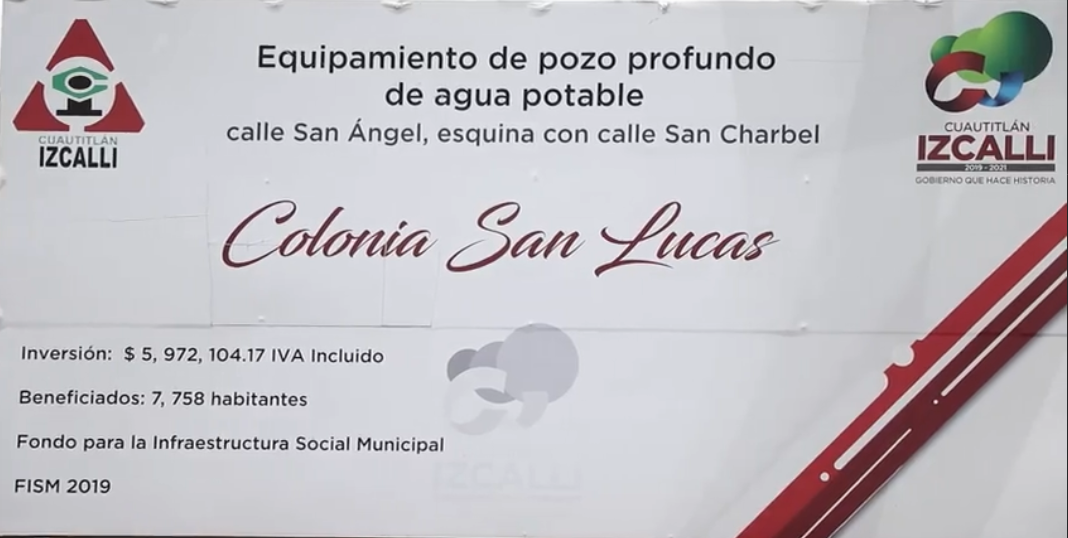 CUAUTITLÁN
IZCALLI
Equipamiento de pozo profundo
de agua potable
calle San Ángel, esquina con calle San Charbel
CUAUTITLÁN
IZCALLI
2019 - 2021
GOBIERNO QUE HACE HISTORIA
Colonia San Lucas
Inversión: $ 5, 972, 104.17 IVA Incluido
Beneficiados: 7, 758 habitantes
Fondo para la Infraestructura Social Municipal
FISM 2019
IZCALLI